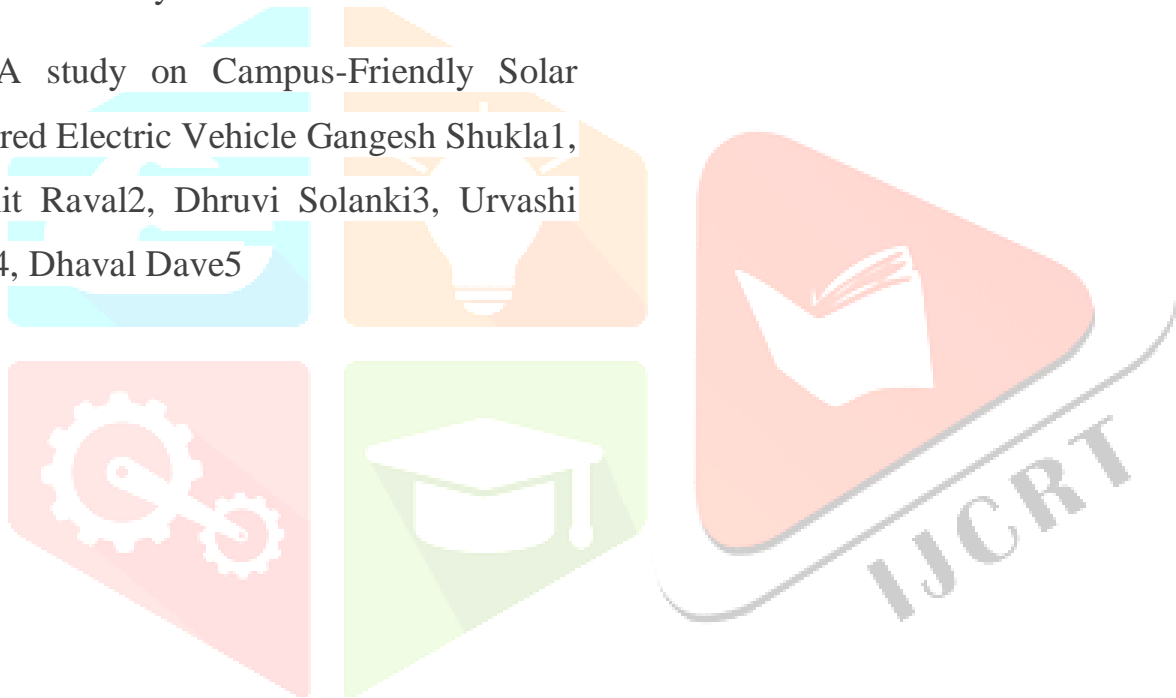 A study on Campus-Friendly Solar
red Electric Vehicle Gangesh Shukla1,
it Raval2, Dhruvi Solanki3, Urvashi
4, Dhaval Dave5
IJCRT